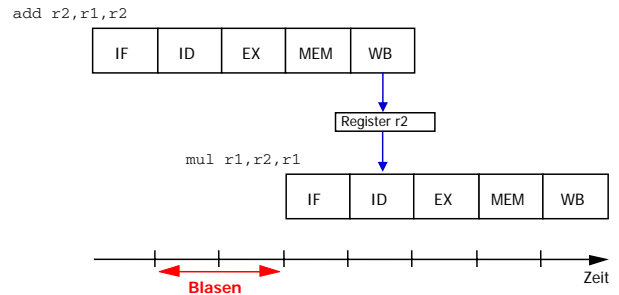 add r2,r1,r2
IF ID EX MEM WB
Register r2
mul r1,r2,r1
IF ID EX MEM WB
Zeit
Blasen